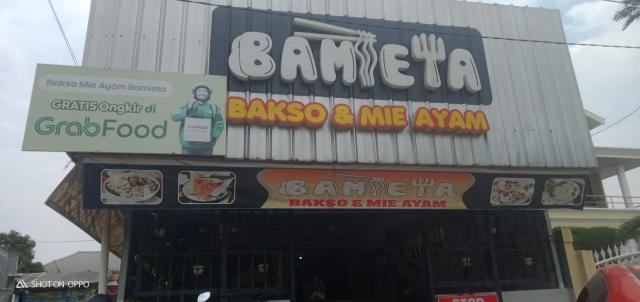 BAMIETA
BAKSO & MIE AYAM
Bakso Mie Ayam Bamieta
GRATIS Ongkir di
GrabFood
BAMIETA
BAKSO & MIE AYAM
STOP
SHOT ON OPPO